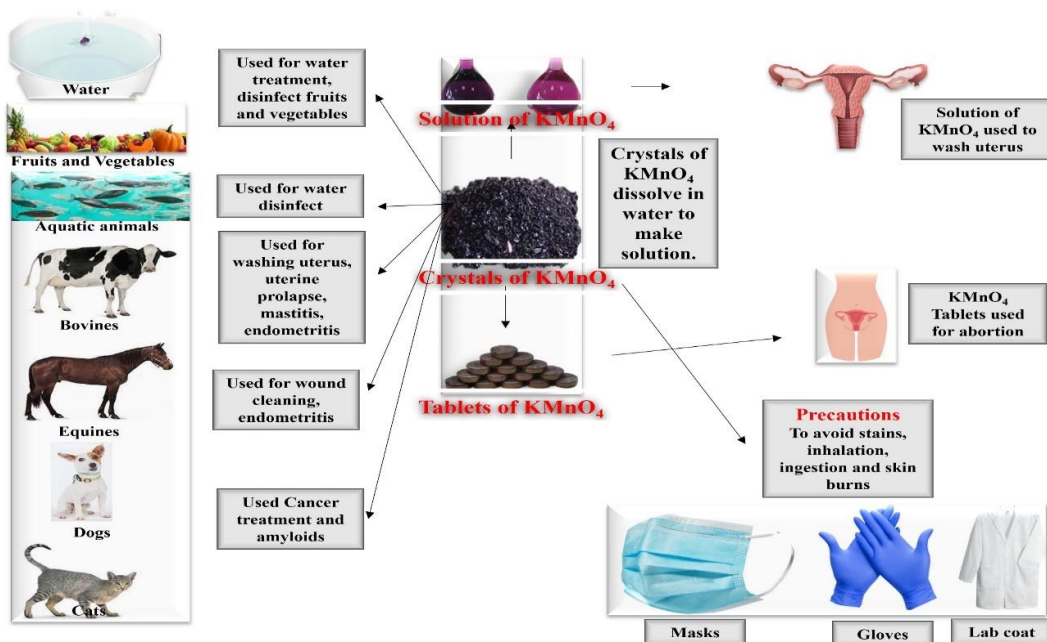 Water
Fruits and Vegetables
Aquatic animals
Bovines
Equines
Dogs
Cats
Used for water
treatment,
disinfect fruits
and vegetables
Used for water
disinfect
Used for
washing uterus,
uterine
prolapse,
mastitis,
endometritis
Used for wound
cleaning,
endometritis
Used Cancer
treatment and
amyloids
Solution of KMnO₄
Crystals of
KMnO₄
dissolve in
water to
make
solution.
Crystals of KMnO₄
Tablets of KMnO₄
Solution of
KMnO₄ used to
wash uterus
KMnO₄
Tablets used
for abortion
Precautions
To avoid stains,
inhalation,
ingestion and skin
burns
Masks
Gloves
Lab coat